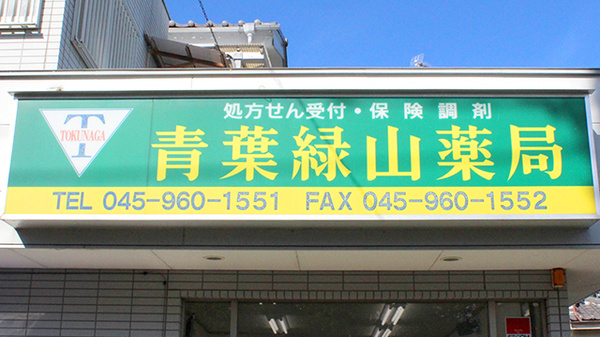 処方せん受付・保険調剤
T
TOKUNAGA
青葉緑山薬局
TEL 045-960-1551 FAX 045-960-1552